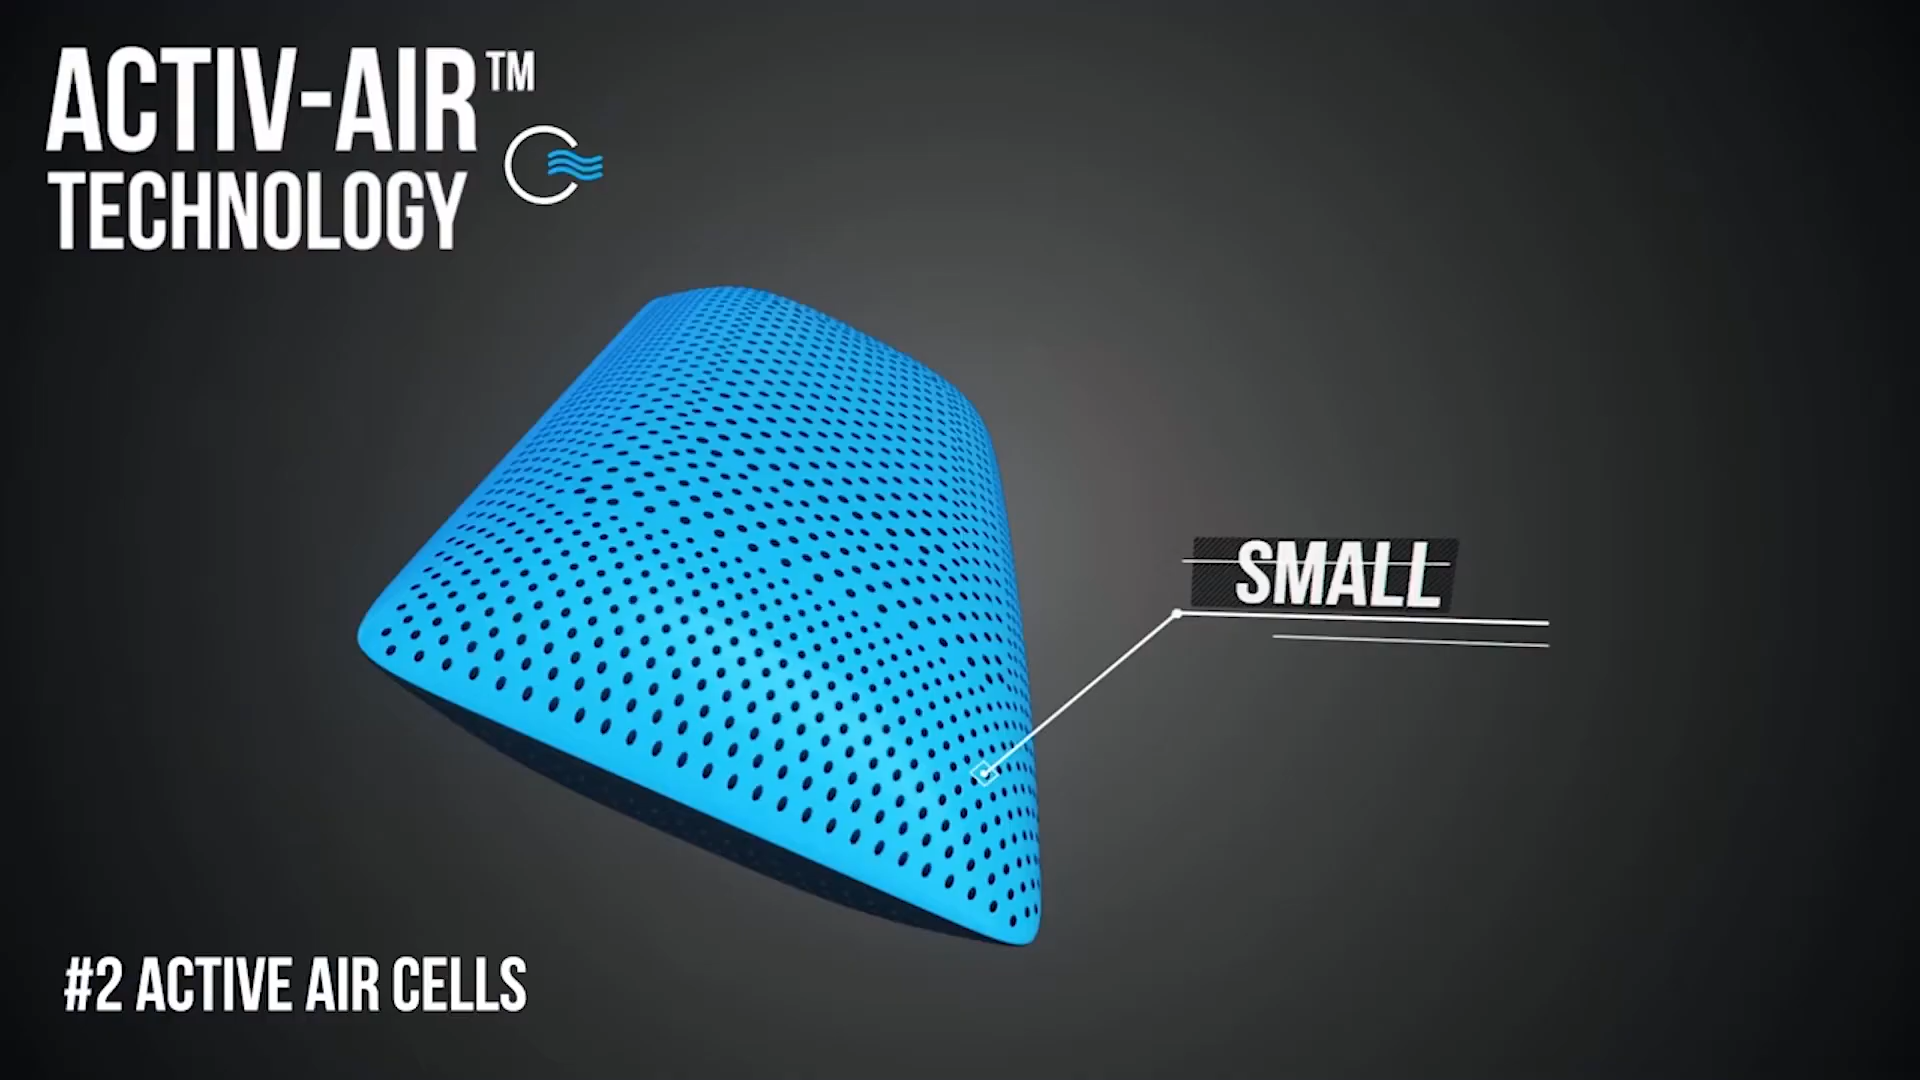 ACTIV-AIR™
TECHNOLOGY
SMALL
#2 ACTIVE AIR CELLS